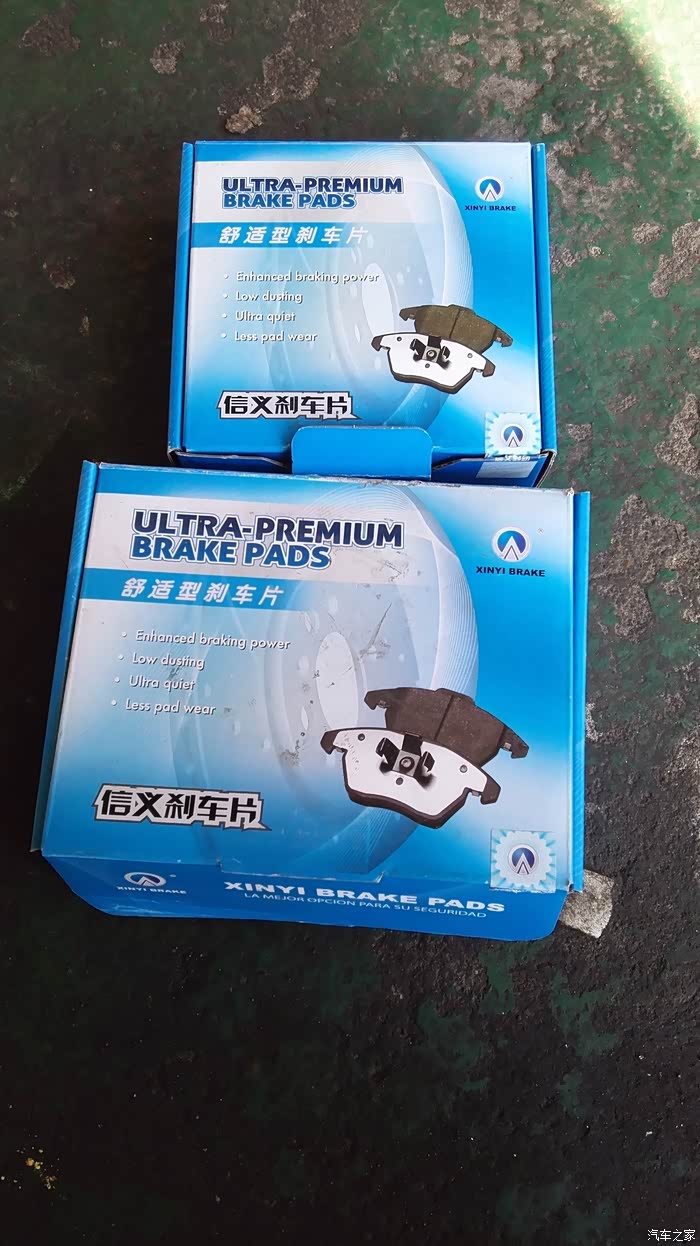 ULTRA-PREMIUM
BRAKE PADS
XINYI BRAKE
舒适型刹车片
• Enhanced braking power
• Low dusting
• Ultra quiet
• Less pad wear
信义刹车片
ULTRA-PREMIUM
BRAKE PADS
XINYI BRAKE
舒适型刹车片
• Enhanced braking power
• Low dusting
• Ultra quiet
• Less pad wear
信义刹车片
XINYI BRAKE
XINYI BRAKE PADS
LA MEJOR OPCION PARA SU SEGURIDAD
汽车之家